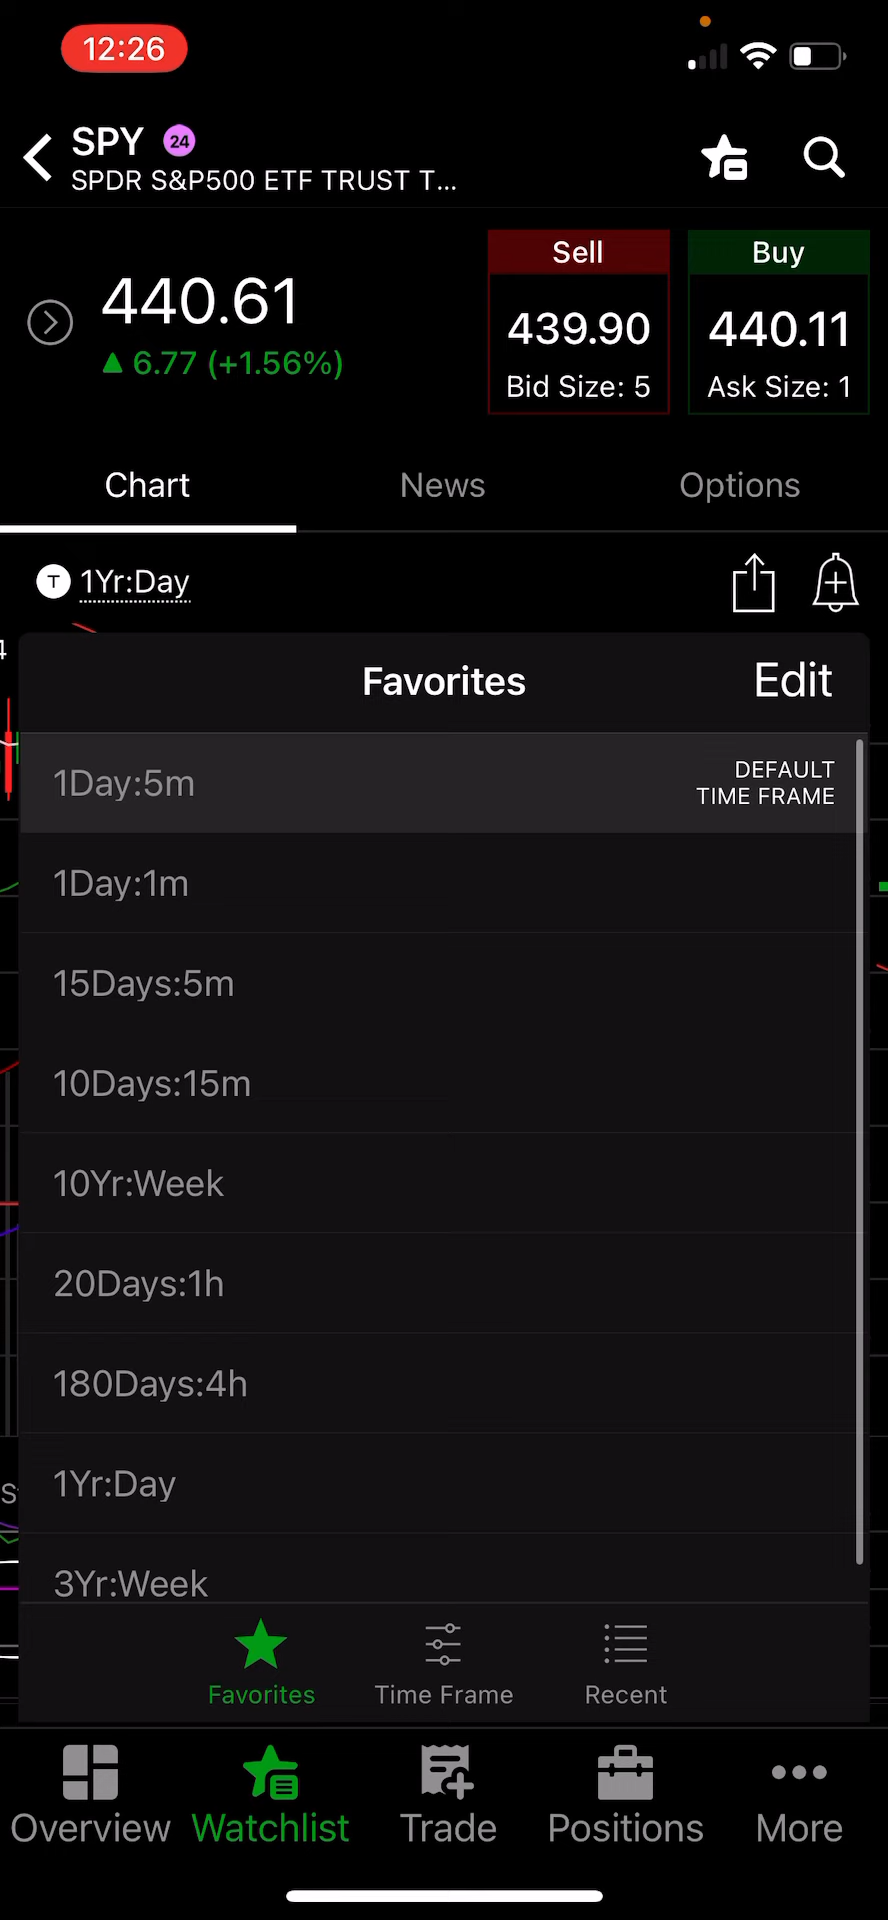 12:26
SPY 24
SPDR S&P500 ETF TRUST T...
440.61
▲ 6.77 (+1.56%)
Sell
439.90
Bid Size: 5
Buy
440.11
Ask Size: 1
Chart
News
Options
T 1Yr:Day
4
Favorites
Edit
1Day:5m
DEFAULT
TIME FRAME
1Day:1m
15Days:5m
10Days:15m
10Yr:Week
20Days:1h
180Days:4h
1Yr:Day
S
3Yr:Week
Favorites
Time Frame
Recent
Overview
Watchlist
Trade
Positions
More